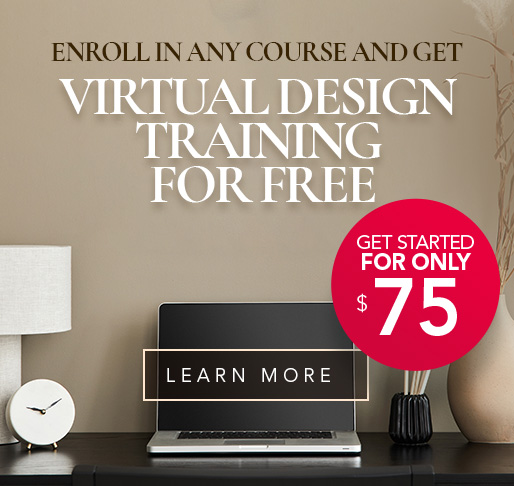 ENROLL IN ANY COURSE AND GET
VIRTUAL DESIGN
TRAINING
FOR FREE
GET STARTED
FOR ONLY
$75
LEARN MORE